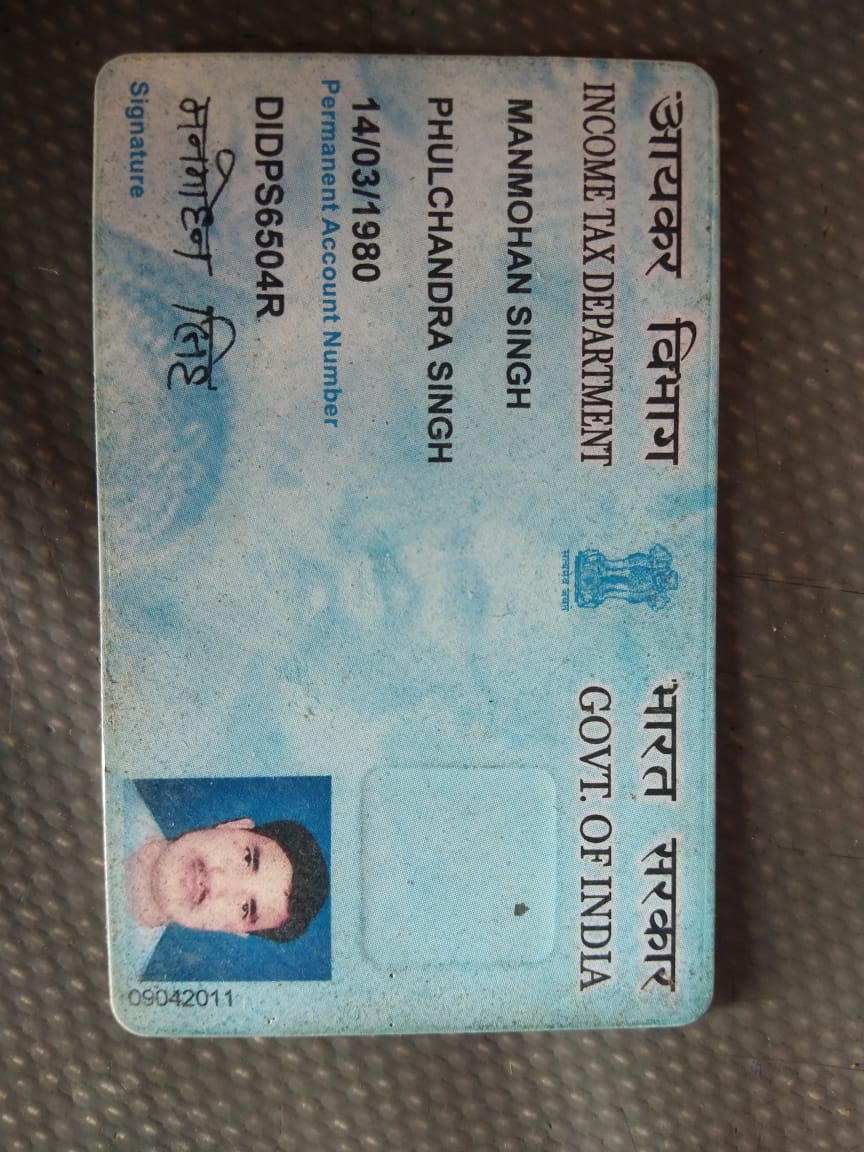 आयकर विभाग
INCOME TAX DEPARTMENT
भारत सरकार
GOVT. OF INDIA
सत्यमेव जयते
MANMOHAN SINGH
PHULCHANDRA SINGH
14/03/1980
Permanent Account Number
DIDPS6504R
मनमोहन सिंह
Signature
09042011